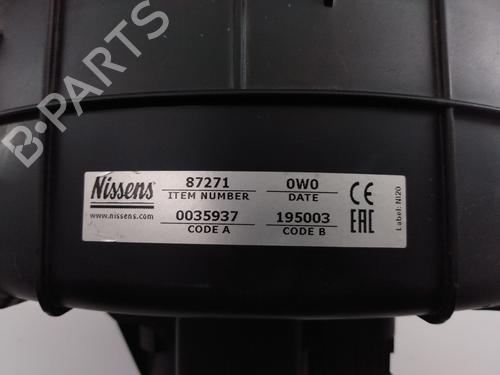 B-PARTS
Nissens
www.nissens.com
87271
ITEM NUMBER
0W0
DATE
0035937
CODE A
195003
CODE B
CE
EAC
Label: NI20